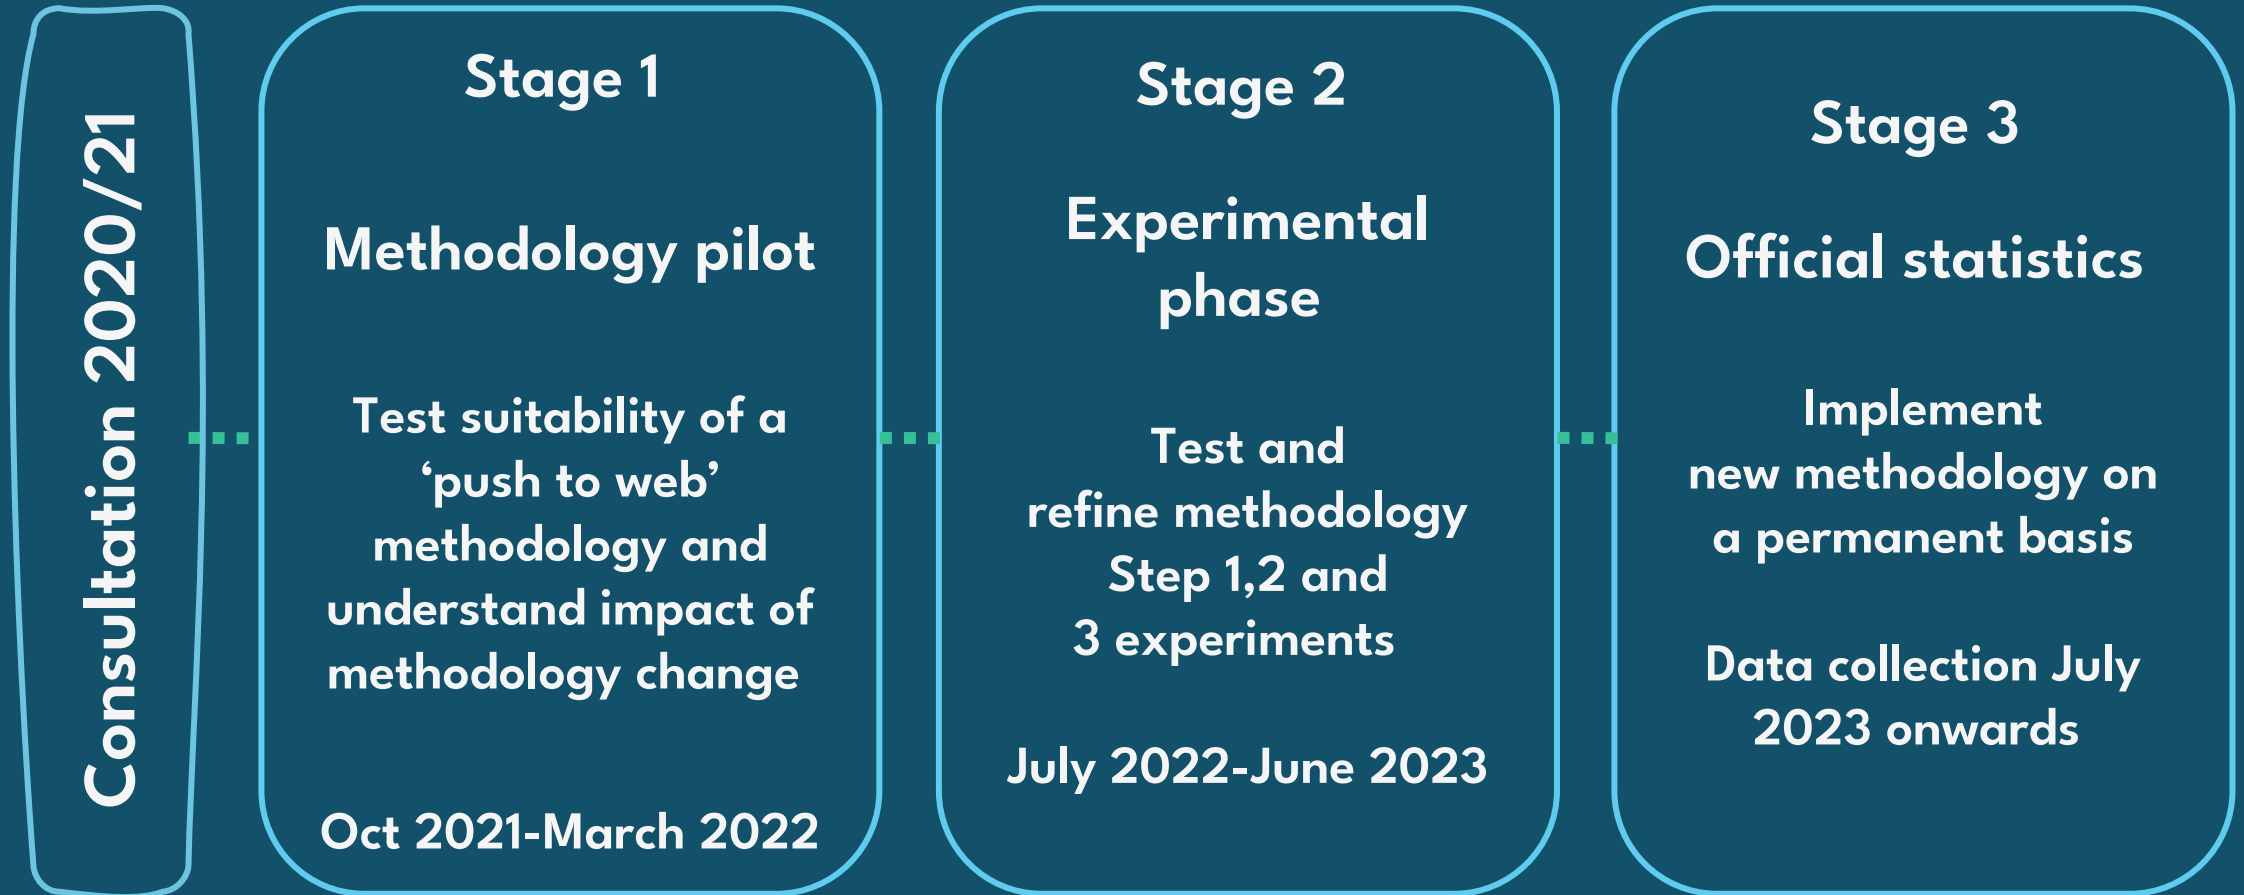 Consultation 2020/21
Stage 1
Methodology pilot
Test suitability of a
‘push to web’
methodology and
understand impact of
methodology change
Oct 2021-March 2022
Stage 2
Experimental
phase
Test and
refine methodology
Step 1,2 and
3 experiments
July 2022-June 2023
Stage 3
Official statistics
Implement
new methodology on
a permanent basis
Data collection July
2023 onwards